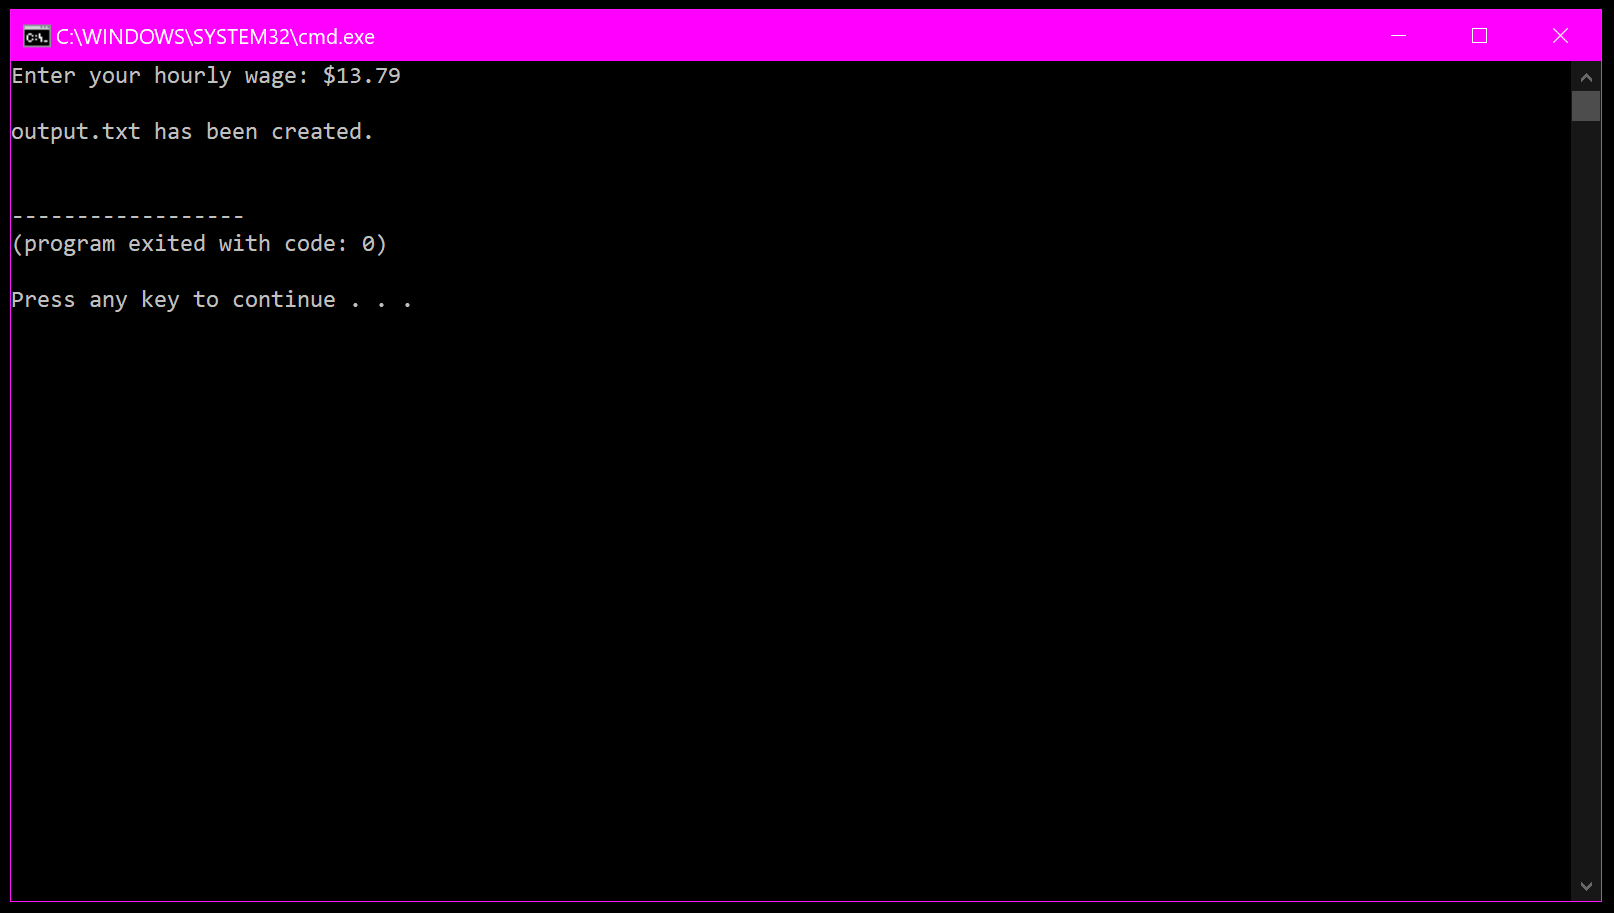 C:\WINDOWS\SYSTEM32\cmd.exe
Enter your hourly wage: $13.79
output.txt has been created.
------------------
(program exited with code: 0)
Press any key to continue . . .